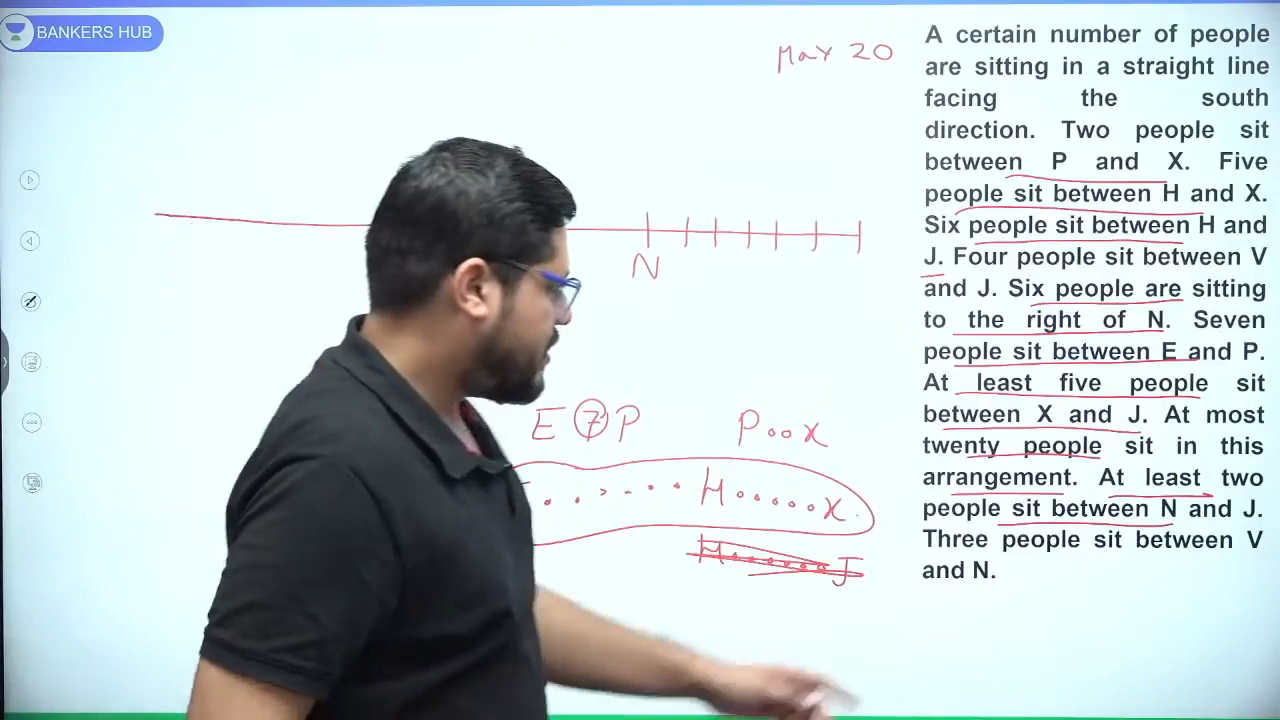 BANKERS HUB
Max 20
A certain number of people
are sitting in a straight line
facing the south
direction. Two people sit
between P and X. Five
people sit between H and X.
Six people sit between H and
J. Four people sit between V
and J. Six people are sitting
to the right of N. Seven
people sit between E and P.
At least five people sit
between X and J. At most
twenty people sit in this
arrangement. At least two
people sit between N and J.
Three people sit between V
and N.
N
E 7 P
P o o X
H o o o o o X
H o o o o o o J